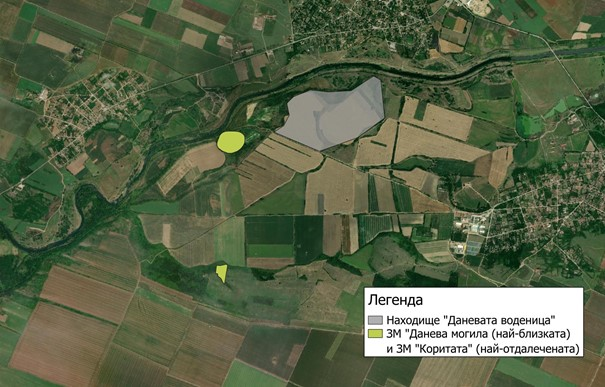 Легенда
Находище "Даневата воденица"
ЗМ "Данева могила (най-близката)
и ЗМ "Коритата" (най-отдалечената)